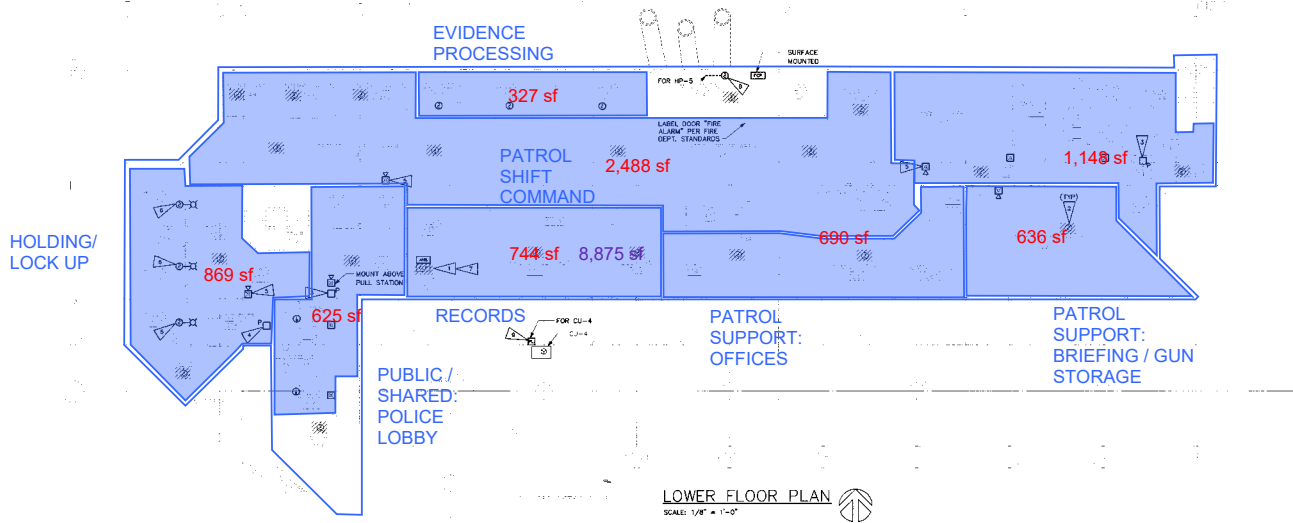 EVIDENCE
PROCESSING
SURFACE
MOUNTED
FOR HP-5
327 sf
LABEL DOOR "FIRE
ALARM" PER FIRE
DEPT. STANDARDS
PATROL
SHIFT
COMMAND
2,488 sf
1,148 sf
(TYP)
HOLDING/
LOCK UP
869 sf
MOUNT ABOVE
PULL STATION
744 sf
8,875 sf
690 sf
636 sf
625 sf
RECORDS
FOR CU-4
CU-4
PATROL
SUPPORT:
OFFICES
PATROL
SUPPORT:
BRIEFING / GUN
STORAGE
PUBLIC /
SHARED:
POLICE
LOBBY
LOWER FLOOR PLAN
SCALE: 1/8" = 1'-0"